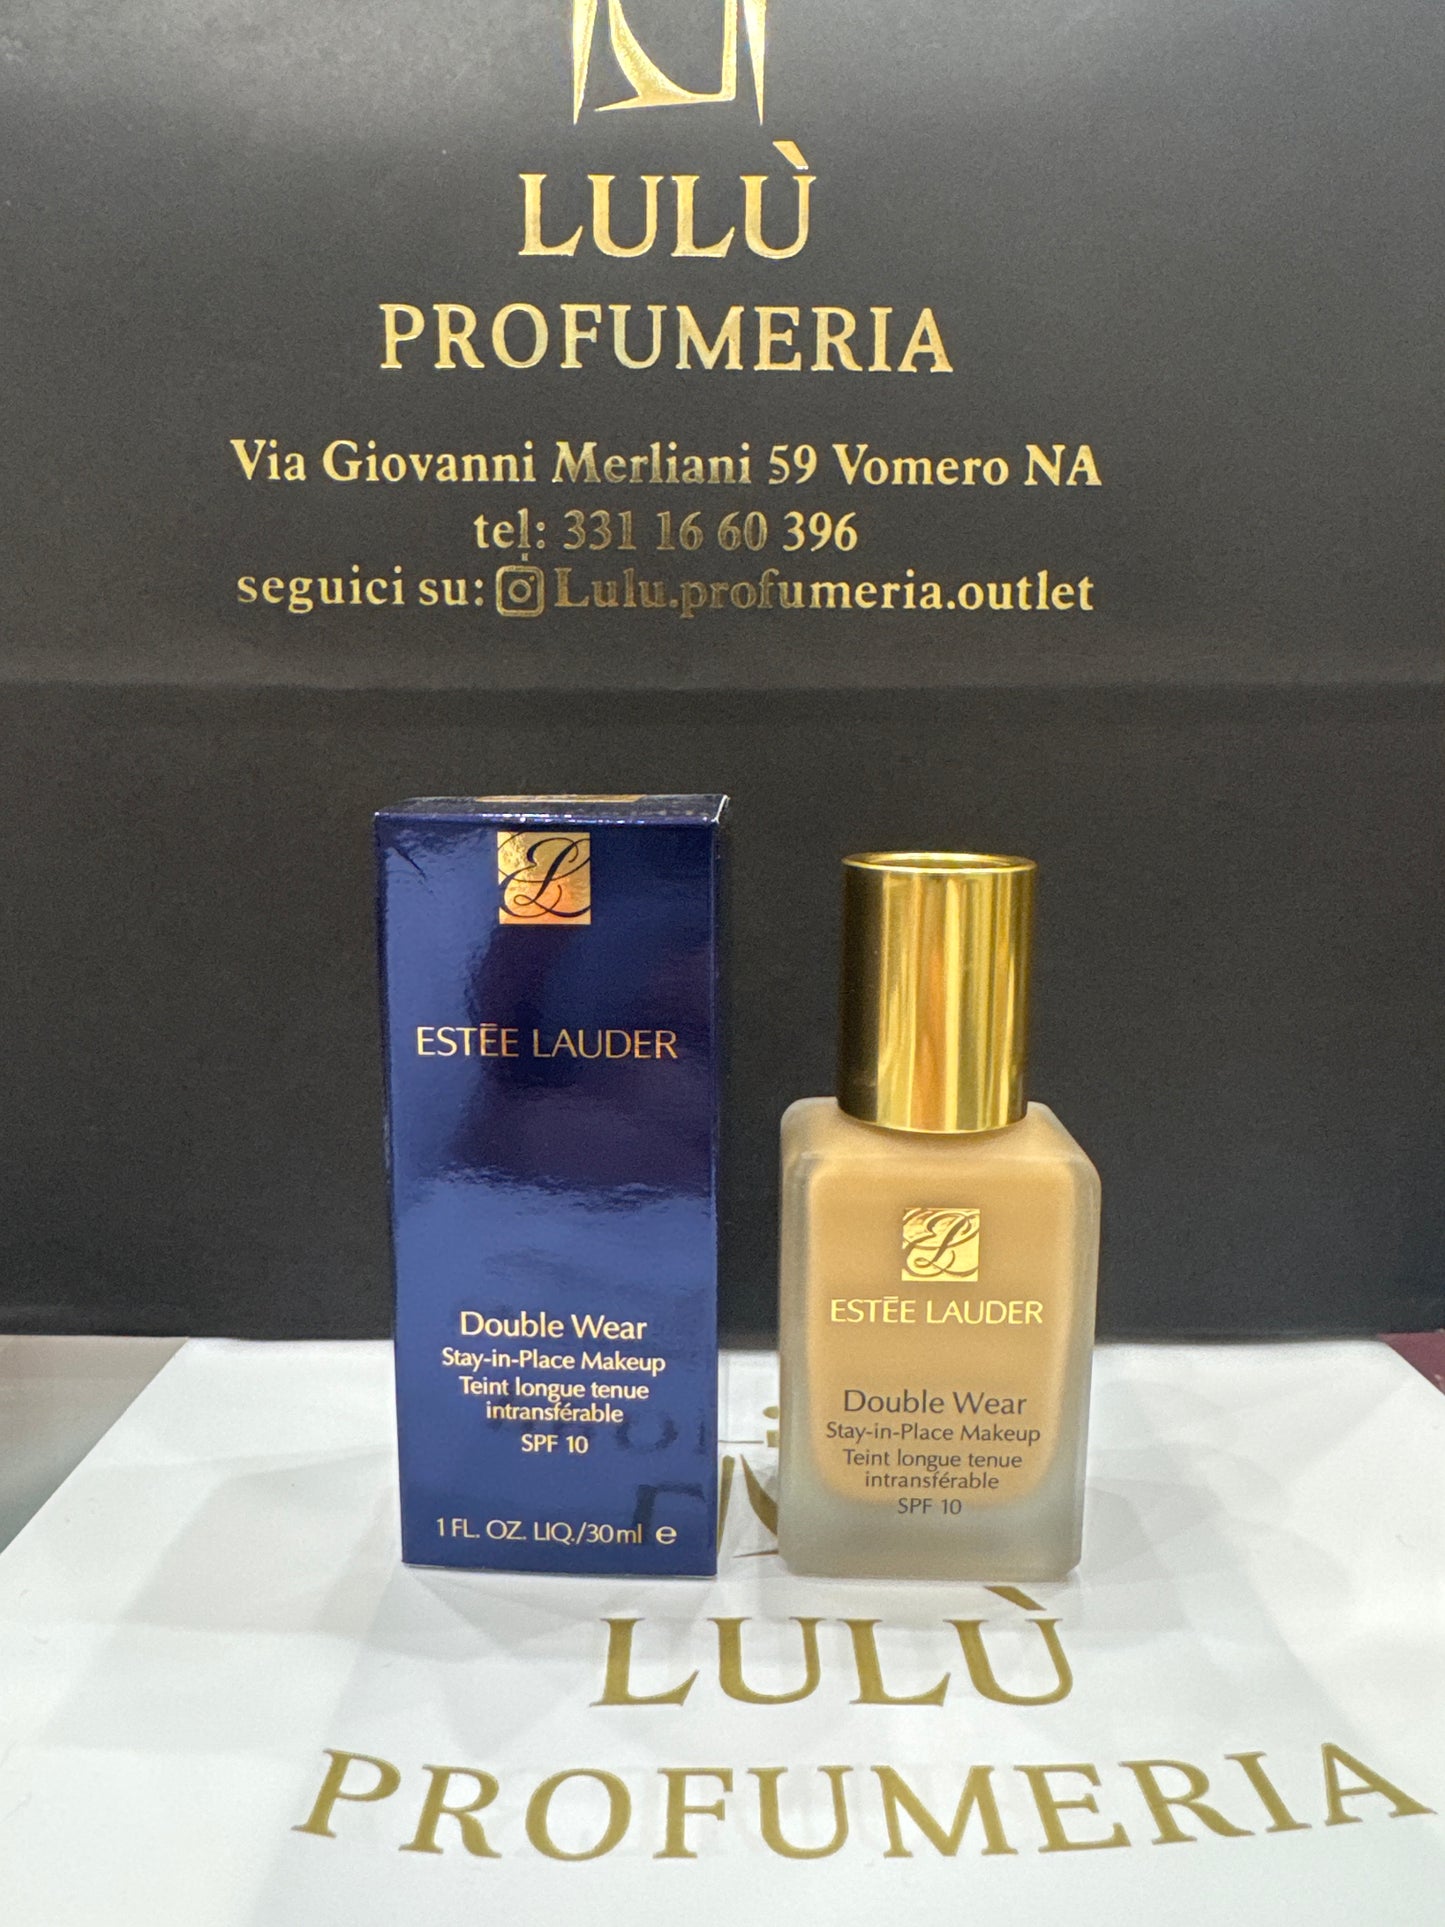 LULÙ
PROFUMERIA
Via Giovanni Merliani 59 Vomero NA
tel: 331 16 60 396
seguici su: Lulu.profumeria.outlet
ESTĒE LAUDER
Double Wear
Stay-in-Place Makeup
Teint longue tenue
intransférable
SPF 10
1 FL. OZ. LIQ./30 ml e
ESTĒE LAUDER
Double Wear
Stay-in-Place Makeup
Teint longue tenue
intransférable
SPF 10
LULÙ
PROFUMERIA